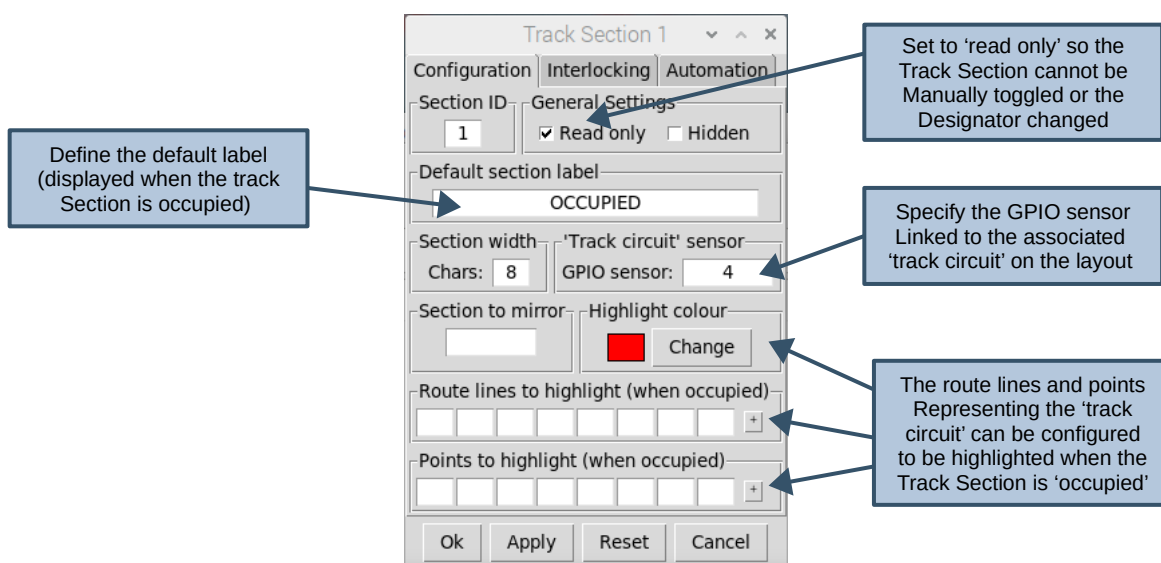 Track Section 1
Configuration Interlocking Automation
Section ID General Settings
1 Read only Hidden
Default section label
OCCUPIED
Section width 'Track circuit' sensor
Chars: 8 GPIO sensor: 4
Section to mirror Highlight colour
Change
Route lines to highlight (when occupied)
+
Points to highlight (when occupied)
+
Ok Apply Reset Cancel
Define the default label
(displayed when the track
Section is occupied)
Set to ‘read only’ so the
Track Section cannot be
Manually toggled or the
Designator changed
Specify the GPIO sensor
Linked to the associated
‘track circuit’ on the layout
The route lines and points
Representing the ‘track
circuit’ can be configured
to be highlighted when the
Track Section is ‘occupied’